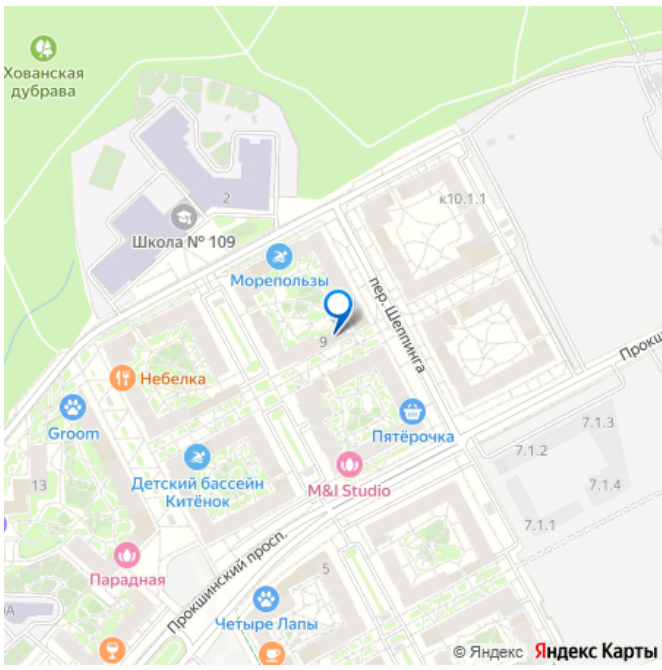 Хованская
дубрава
2
Школа № 109
к10.1.1
Морепользы
пер. Шеппинга
9
Небелка
Groom
Пятёрочка
Детский бассейн
Китёнок
M&I Studio
7.1.3
7.1.2
7.1.4
7.1.1
13
Прокшинский просп.
Парадная
5
Четыре Лапы
© Яндекс Яндекс Карты